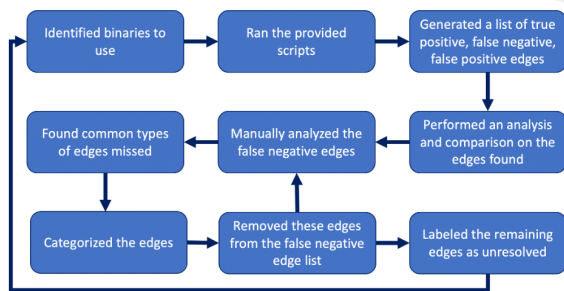 Identified binaries to
use
Ran the provided
scripts
Generated a list of true
positive, false negative,
false positive edges
Performed an analysis
and comparison on the
edges found
Manually analyzed the
false negative edges
Found common types
of edges missed
Categorized the edges
Removed these edges
from the false negative
edge list
Labeled the remaining
edges as unresolved